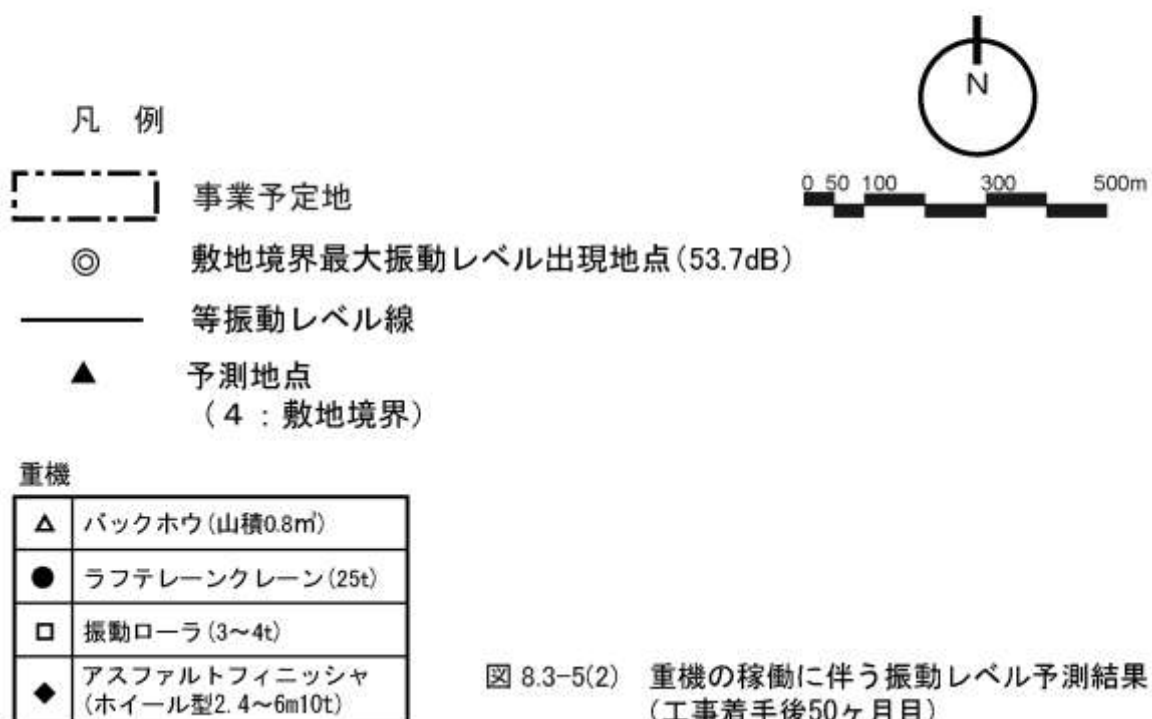 N
凡 例
0 50 100 300 500m
事業予定地
◎ 敷地境界最大振動レベル出現地点(53.7dB)
等振動レベル線
▲ 予測地点
(4:敷地境界)
重機
△ バックホウ(山積0.8㎥)
● ラフテレーンクレーン(25t)
□ 振動ローラ(3～4t)
◆ アスファルトフィニッシャ
(ホイール型2.4～6m10t)
図 8.3-5(2) 重機の稼働に伴う振動レベル予測結果
(工事着手後50ヶ月目)